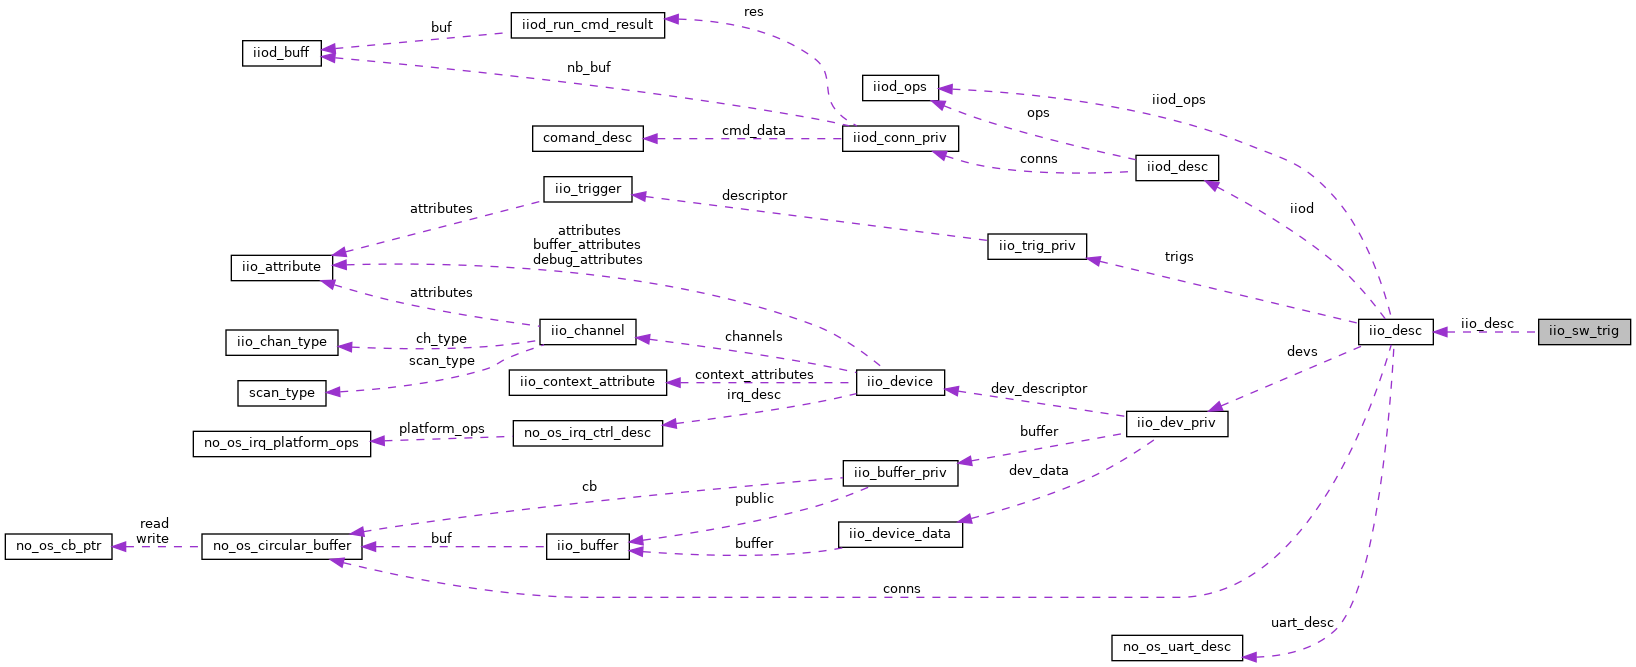 res
iiod_run_cmd_result
buf
iiod_buff
nb_buf
iiod_ops
iiod_ops
ops
cmd_data
comand_desc
iiod_conn_priv
conns
iiod_desc
iio_trigger
descriptor
attributes
iiod
attributes
buffer_attributes
debug_attributes
iio_trig_priv
trigs
iio_attribute
attributes
iio_channel
iio_desc
iio_desc
iio_sw_trig
channels
ch_type
iio_chan_type
devs
scan_type
context_attributes
iio_context_attribute
iio_device
dev_descriptor
scan_type
irq_desc
platform_ops
no_os_irq_ctrl_desc
no_os_irq_platform_ops
buffer
iio_dev_priv
iio_buffer_priv
dev_data
cb
public
read
write
iio_device_data
no_os_cb_ptr
no_os_circular_buffer
buf
iio_buffer
buffer
conns
uart_desc
no_os_uart_desc